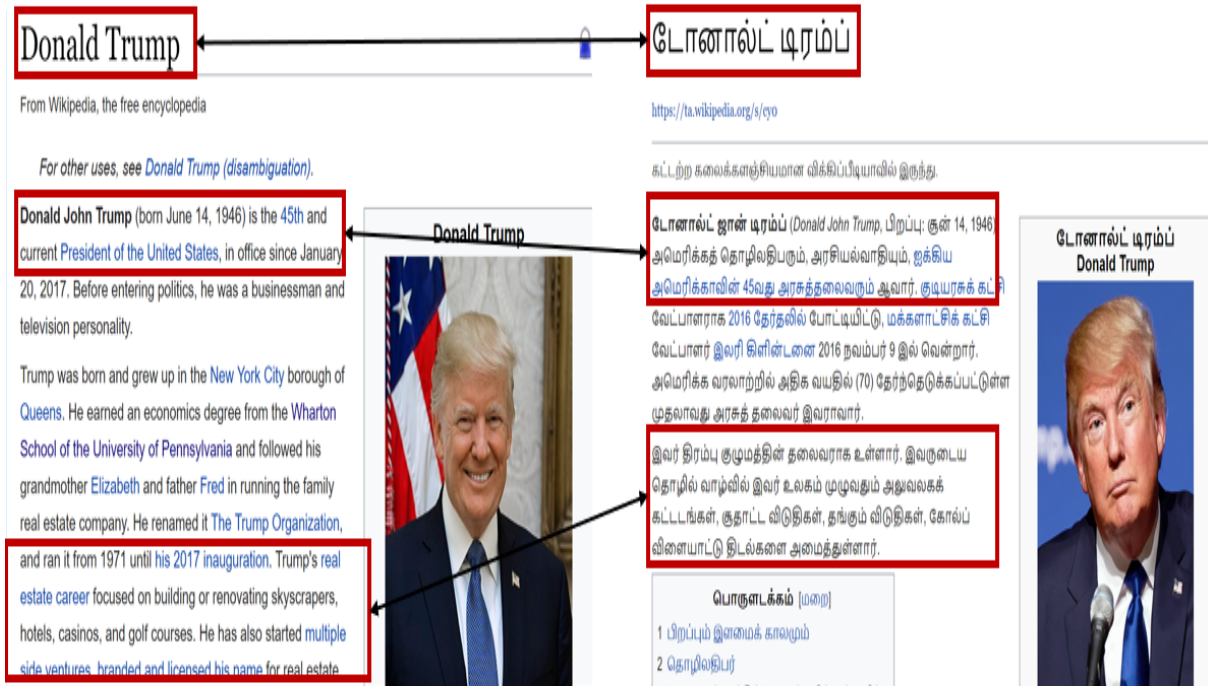 Donald Trump
From Wikipedia, the free encyclopedia
For other uses, see Donald Trump (disambiguation).
Donald John Trump (born June 14, 1946) is the 45th and
current President of the United States, in office since January
20, 2017. Before entering politics, he was a businessman and
television personality.
Trump was born and grew up in the New York City borough of
Queens. He earned an economics degree from the Wharton
School of the University of Pennsylvania and followed his
grandmother Elizabeth and father Fred in running the family
real estate company. He renamed it The Trump Organization,
and ran it from 1971 until his 2017 inauguration. Trump's real
estate career focused on building or renovating skyscrapers,
hotels, casinos, and golf courses. He has also started multiple
side ventures, branded and licensed his name for real estate
Donald Trump
டோனால்ட் டிரம்ப்
https://ta.wikipedia.org/s/cyo
கட்டற்ற கலைக்களஞ்சியமான விக்கிப்பீடியாவில் இருந்து.
டோனால்ட் ஜான் டிரம்ப் (Donald John Trump, பிறப்பு: சூன் 14, 1946)
அமெரிக்கத் தொழிலதிபரும், அரசியல்வாதியும், ஐக்கிய
அமெரிக்காவின் 45வது அரசுத்தலைவரும் ஆவார். குடியரசுக் கட்சி
வேட்பாளராக 2016 தேர்தலில் போட்டியிட்டு, மக்களாட்சிக் கட்சி
வேட்பாளர் இலரி கிளின்டனை 2016 நவம்பர் 9 இல் வென்றார்.
அமெரிக்க வரலாற்றில் அதிக வயதில் (70) தேர்ந்தெடுக்கப்பட்டுள்ள
முதலாவது அரசுத் தலைவர் இவராவார்.
இவர் திரம்பு குழுமத்தின் தலைவராக உள்ளார். இவருடைய
தொழில் வாழ்வில் இவர் உலகம் முழுவதும் அலுவலகக்
கட்டடங்கள், சூதாட்ட விடுதிகள், தங்கும் விடுதிகள், கோல்ப்
விளையாட்டு திடல்களை அமைத்துள்ளார்.
பொருளடக்கம் [மறை]
1 பிறப்பும் இளமைக் காலமும்
2 தொழிலதிபர்
டோனால்ட் டிரம்ப்
Donald Trump